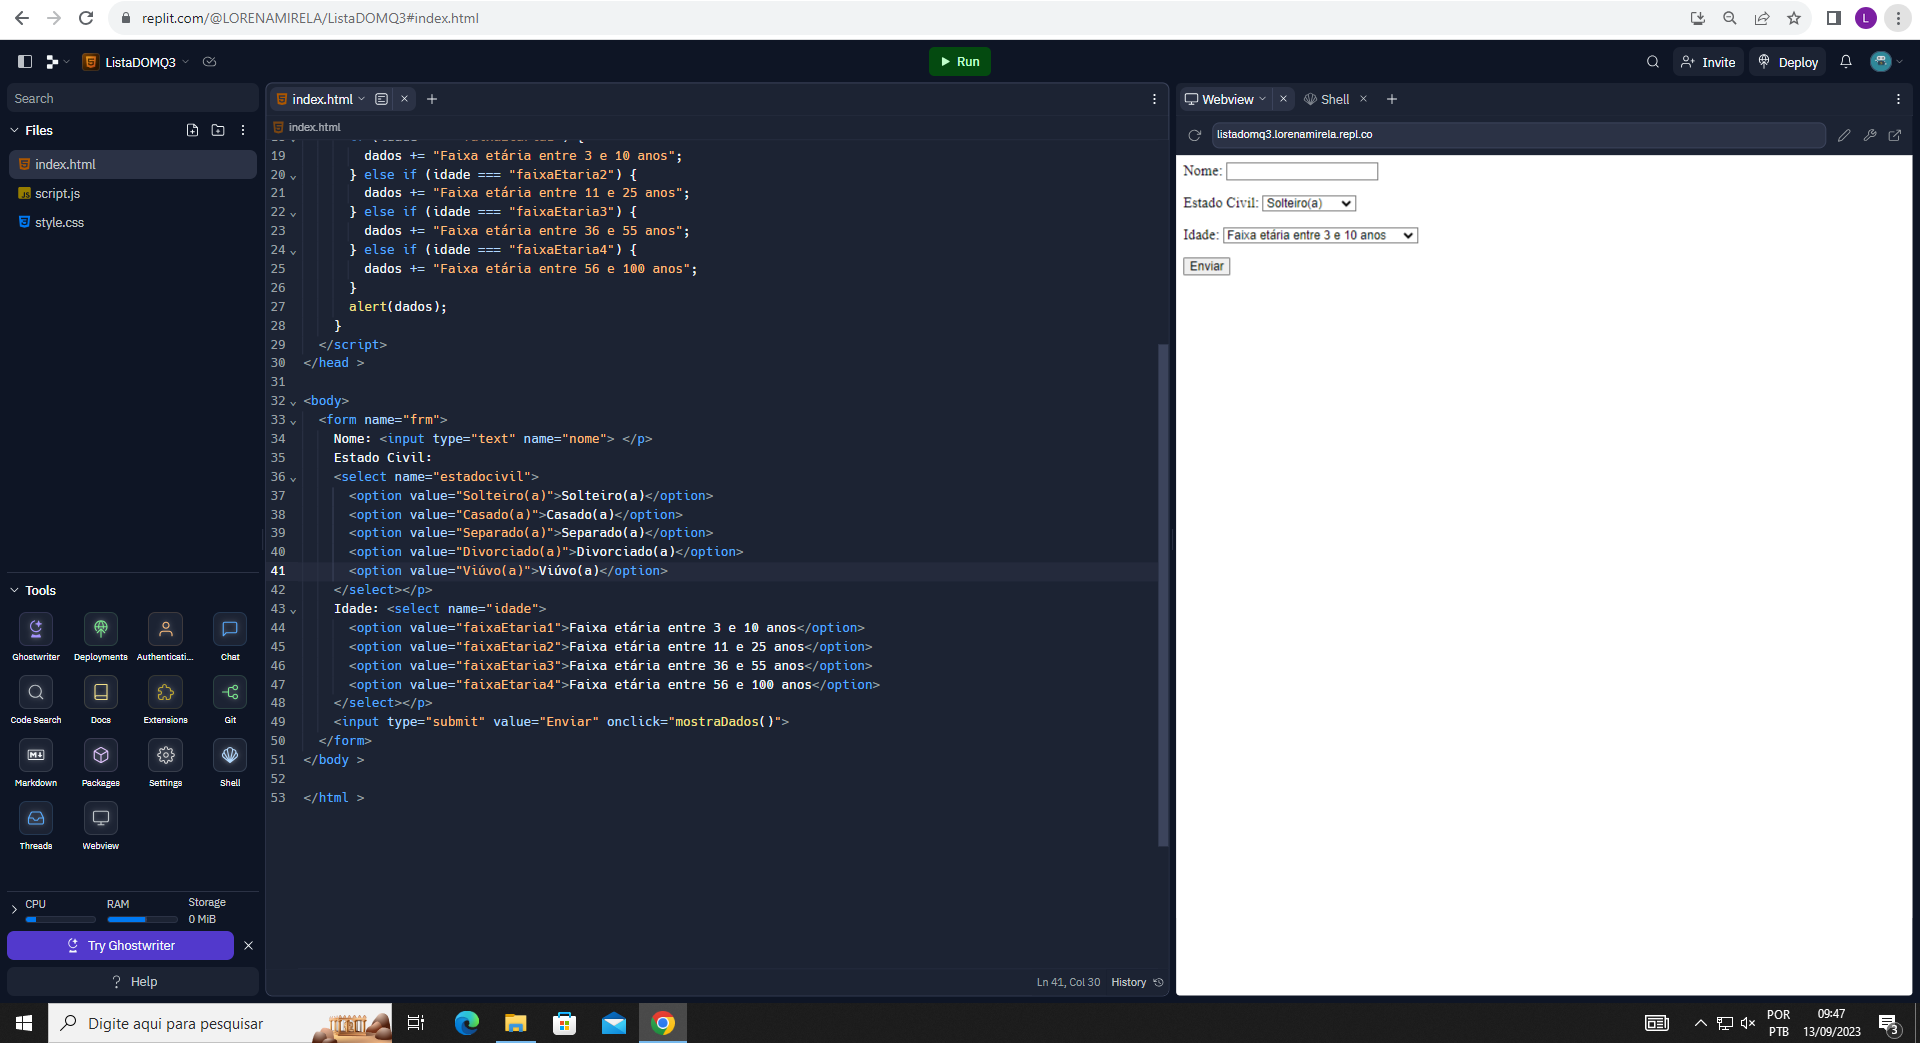 replit.com/@LORENAMIRELA/ListaDOMQ3#index.html
L
ListaDOMQ3
Run
Invite
Deploy
Search
Files
index.html
script.js
style.css
Tools
Ghostwriter
Deployments
Authenticati...
Chat
Code Search
Docs
Extensions
Git
Markdown
Packages
Settings
Shell
Threads
Webview
CPU
RAM
Storage
0 MiB
Try Ghostwriter
? Help
index.html
index.html
19 dados += "Faixa etária entre 3 e 10 anos";
20 } else if (idade === "faixaEtaria2") {
21 dados += "Faixa etária entre 11 e 25 anos";
22 } else if (idade === "faixaEtaria3") {
23 dados += "Faixa etária entre 36 e 55 anos";
24 } else if (idade === "faixaEtaria4") {
25 dados += "Faixa etária entre 56 e 100 anos";
26 }
27 alert(dados);
28 }
29 </script>
30 </head >
31
32 <body>
33 <form name="frm">
34 Nome: <input type="text" name="nome"> </p>
35 Estado Civil:
36 <select name="estadocivil">
37 <option value="Solteiro(a)">Solteiro(a)</option>
38 <option value="Casado(a)">Casado(a)</option>
39 <option value="Separado(a)">Separado(a)</option>
40 <option value="Divorciado(a)">Divorciado(a)</option>
41 <option value="Viúvo(a)">Viúvo(a)</option>
42 </select></p>
43 Idade: <select name="idade">
44 <option value="faixaEtaria1">Faixa etária entre 3 e 10 anos</option>
45 <option value="faixaEtaria2">Faixa etária entre 11 e 25 anos</option>
46 <option value="faixaEtaria3">Faixa etária entre 36 e 55 anos</option>
47 <option value="faixaEtaria4">Faixa etária entre 56 e 100 anos</option>
48 </select></p>
49 <input type="submit" value="Enviar" onclick="mostraDados()">
50 </form>
51 </body >
52
53 </html >
Ln 41, Col 30 History
Webview
Shell
listadomq3.lorenamirela.repl.co
Nome:
Estado Civil: Solteiro(a)
Idade: Faixa etária entre 3 e 10 anos
Enviar
Digite aqui para pesquisar
POR
PTB
09:47
13/09/2023
3